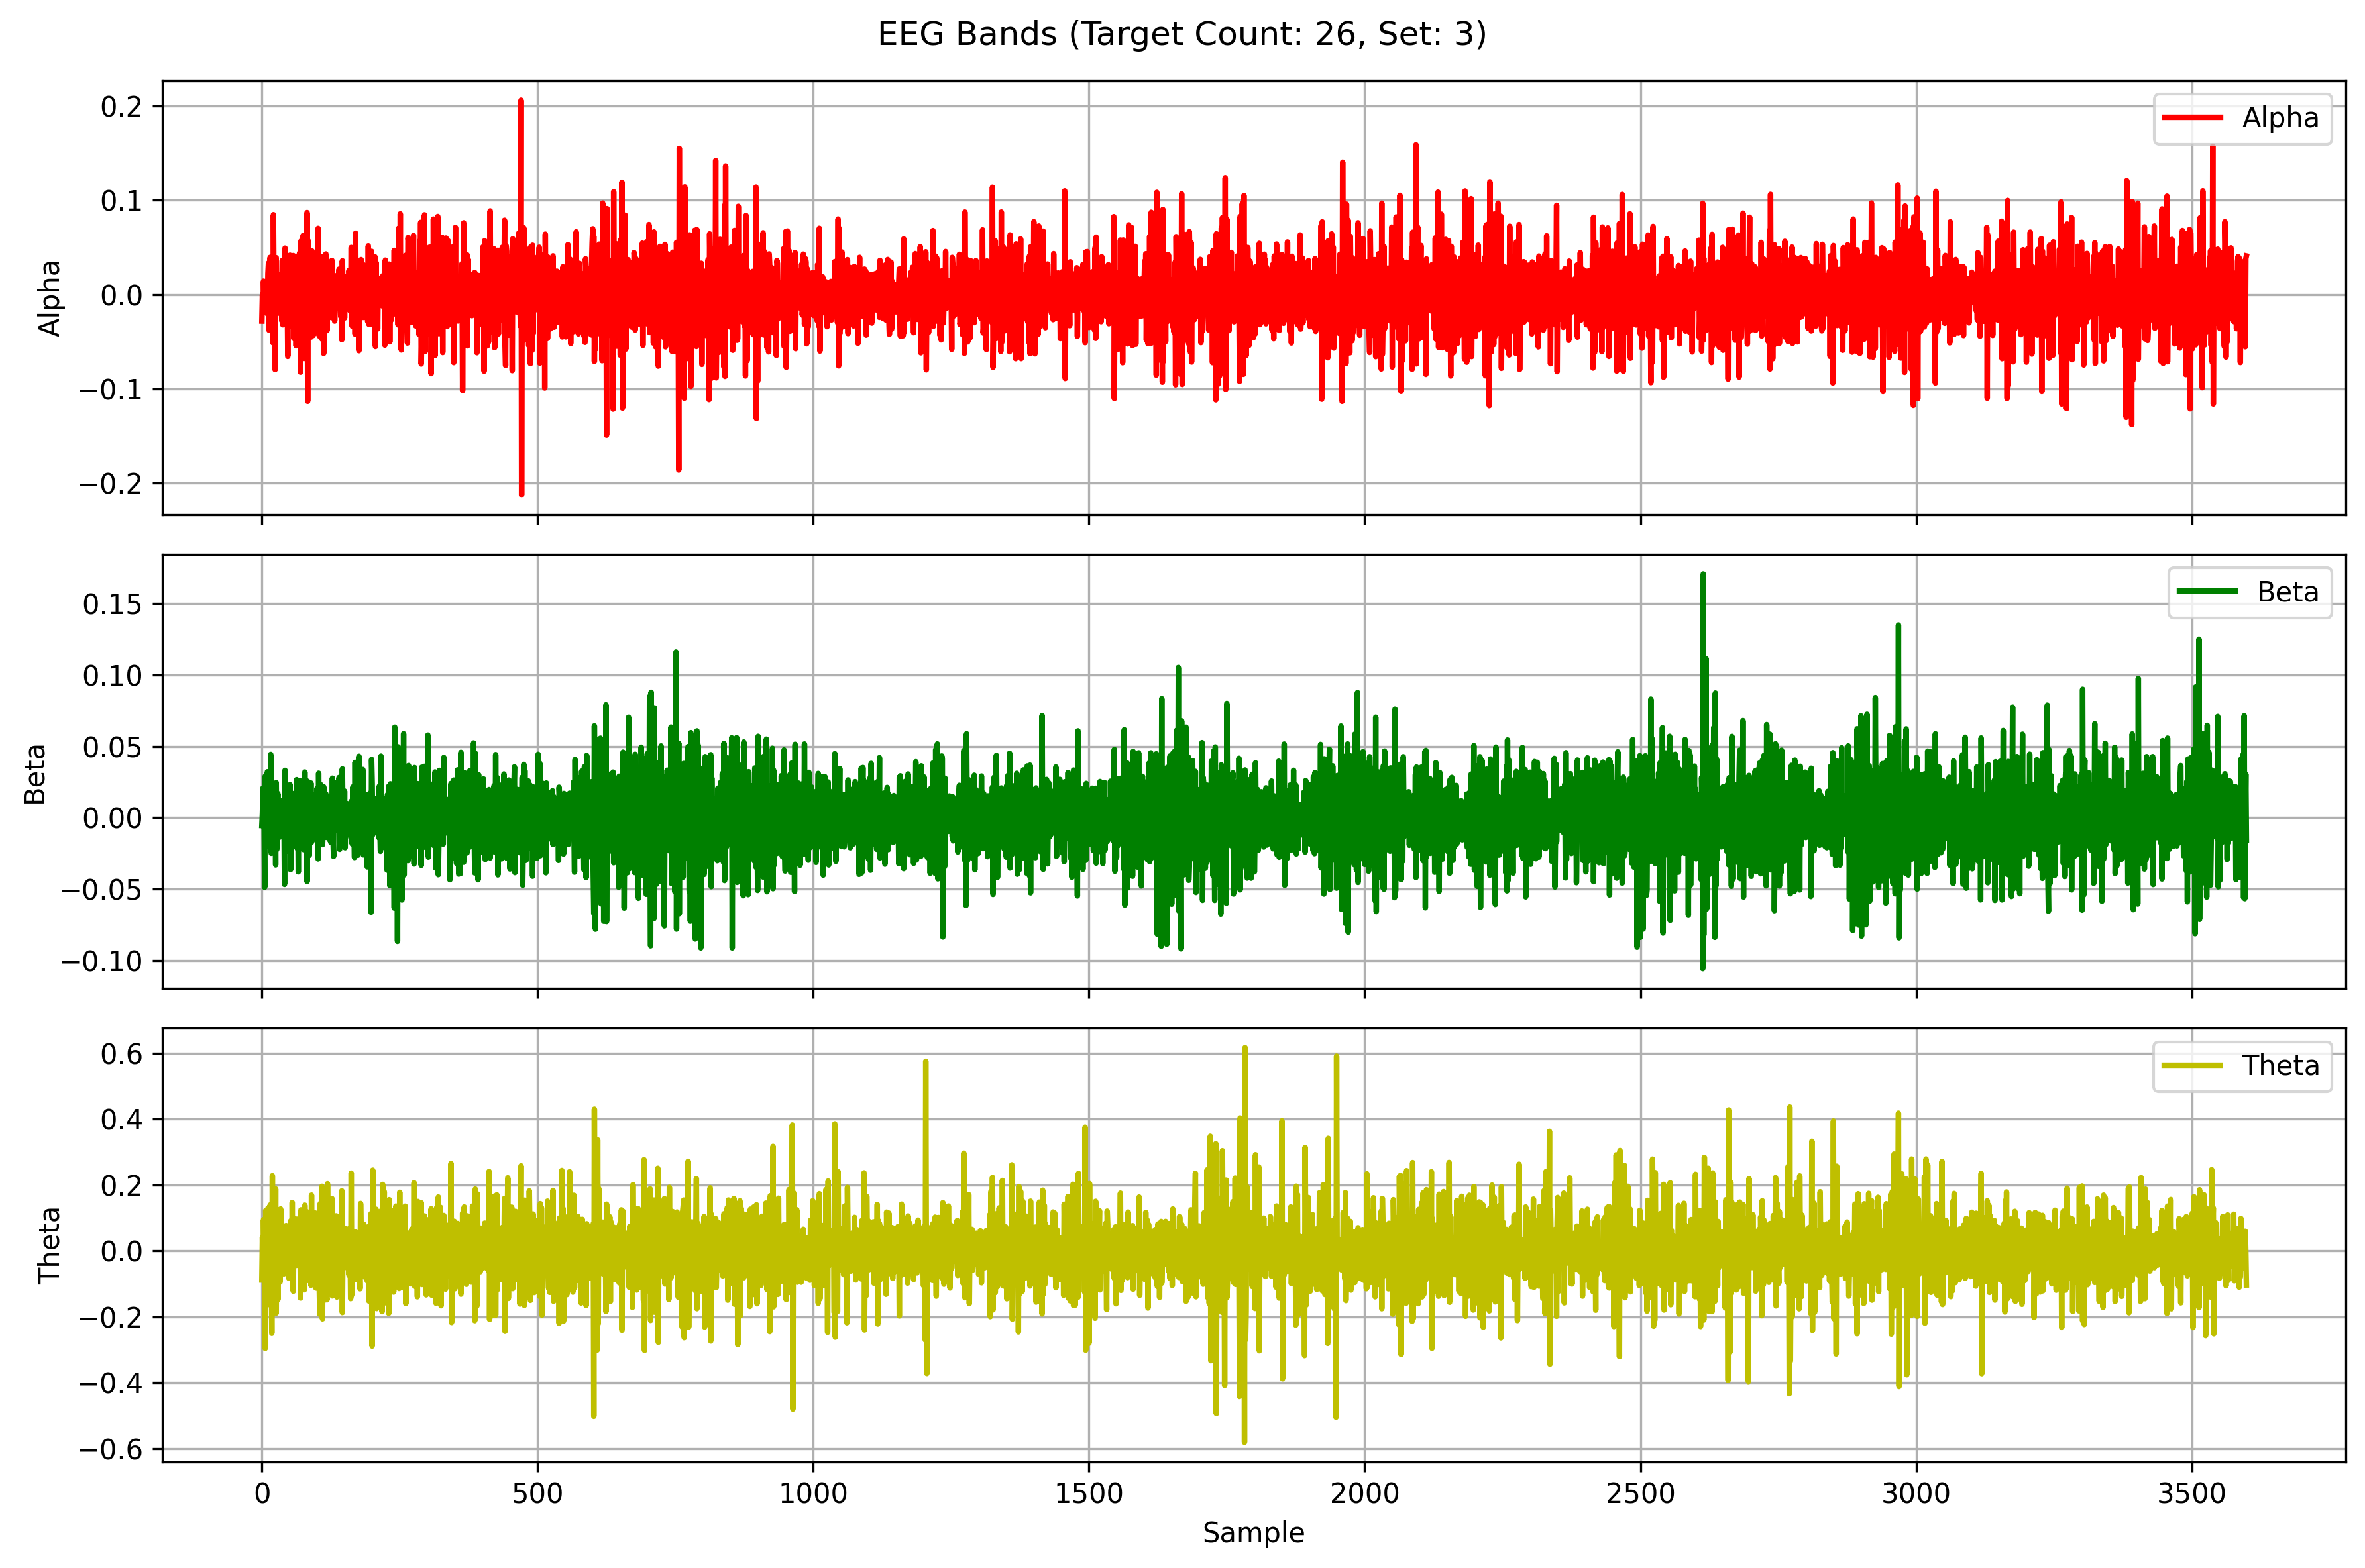 EEG Bands (Target Count: 26, Set: 3)
0.2
0.1
0.0
−0.1
−0.2
Alpha
Alpha
0.15
0.10
0.05
0.00
−0.05
−0.10
Beta
Beta
0.6
0.4
0.2
0.0
−0.2
−0.4
−0.6
Theta
Theta
0 500 1000 1500 2000 2500 3000 3500
Sample